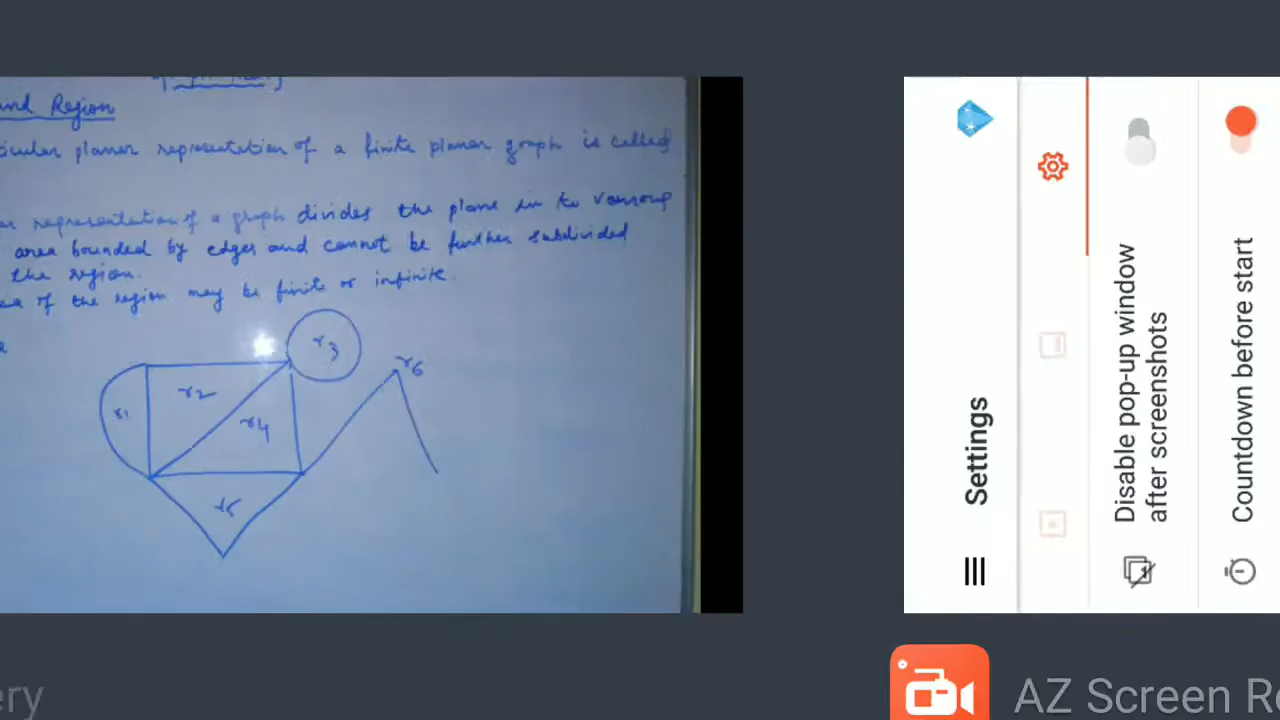 and Region
icular planar representation of a finite planar graph is called
representation of a graph divides the plane in to various
area bounded by edges and cannot be further subdivided
the region.
of the region may be finite or infinite.
r3
r6
r2
r1
r4
r5
Settings
Disable pop-up window
after screenshots
Countdown before start
ery
AZ Screen Re